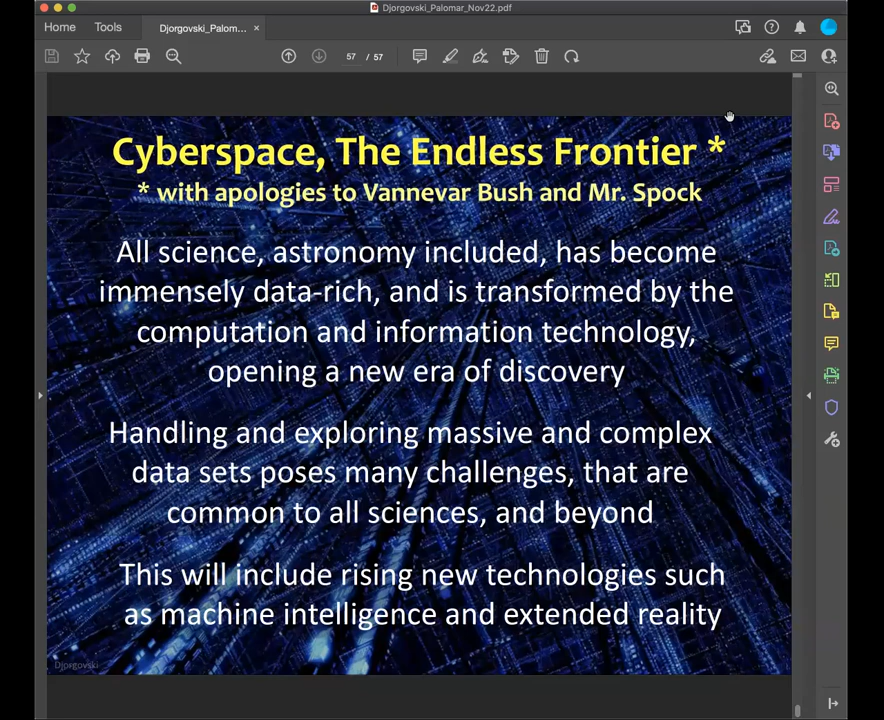 Djorgovski_Palomar_Nov22.pdf
Home Tools Djorgovski_Palom... ×
57 / 57
Cyberspace, The Endless Frontier *
* with apologies to Vannevar Bush and Mr. Spock
All science, astronomy included, has become
immensely data-rich, and is transformed by the
computation and information technology,
opening a new era of discovery
Handling and exploring massive and complex
data sets poses many challenges, that are
common to all sciences, and beyond
This will include rising new technologies such
as machine intelligence and extended reality
Djorgovski